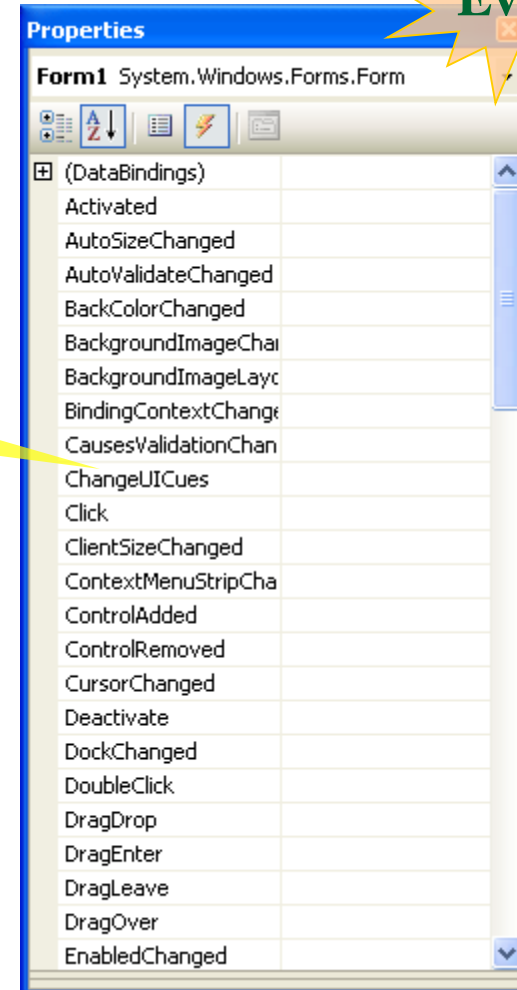 Properties
Form1 System.Windows.Forms.Form
(DataBindings)
Activated
AutoSizeChanged
AutoValidateChanged
BackColorChanged
BackgroundImageChan
BackgroundImageLayo
BindingContextChange
CausesValidationChan
ChangeUICues
Click
ClientSizeChanged
ContextMenuStripCha
ControlAdded
ControlRemoved
CursorChanged
Deactivate
DockChanged
DoubleClick
DragDrop
DragEnter
DragLeave
DragOver
EnabledChanged